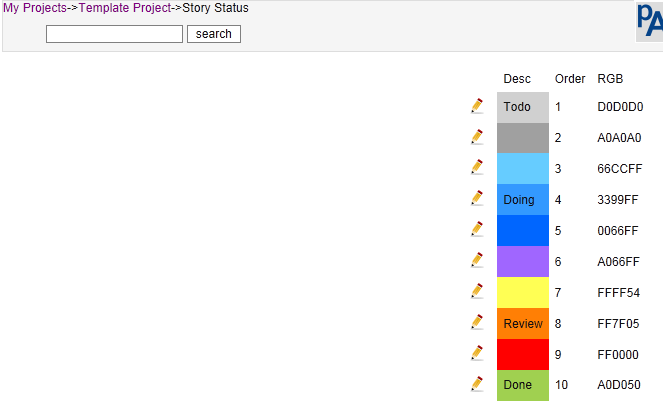 My Projects->Template Project->Story Status
pA
search
Desc Order RGB
Todo 1 D0D0D0
2 A0A0A0
3 66CCFF
Doing 4 3399FF
5 0066FF
6 A066FF
7 FFFF54
Review 8 FF7F05
9 FF0000
Done 10 A0D050